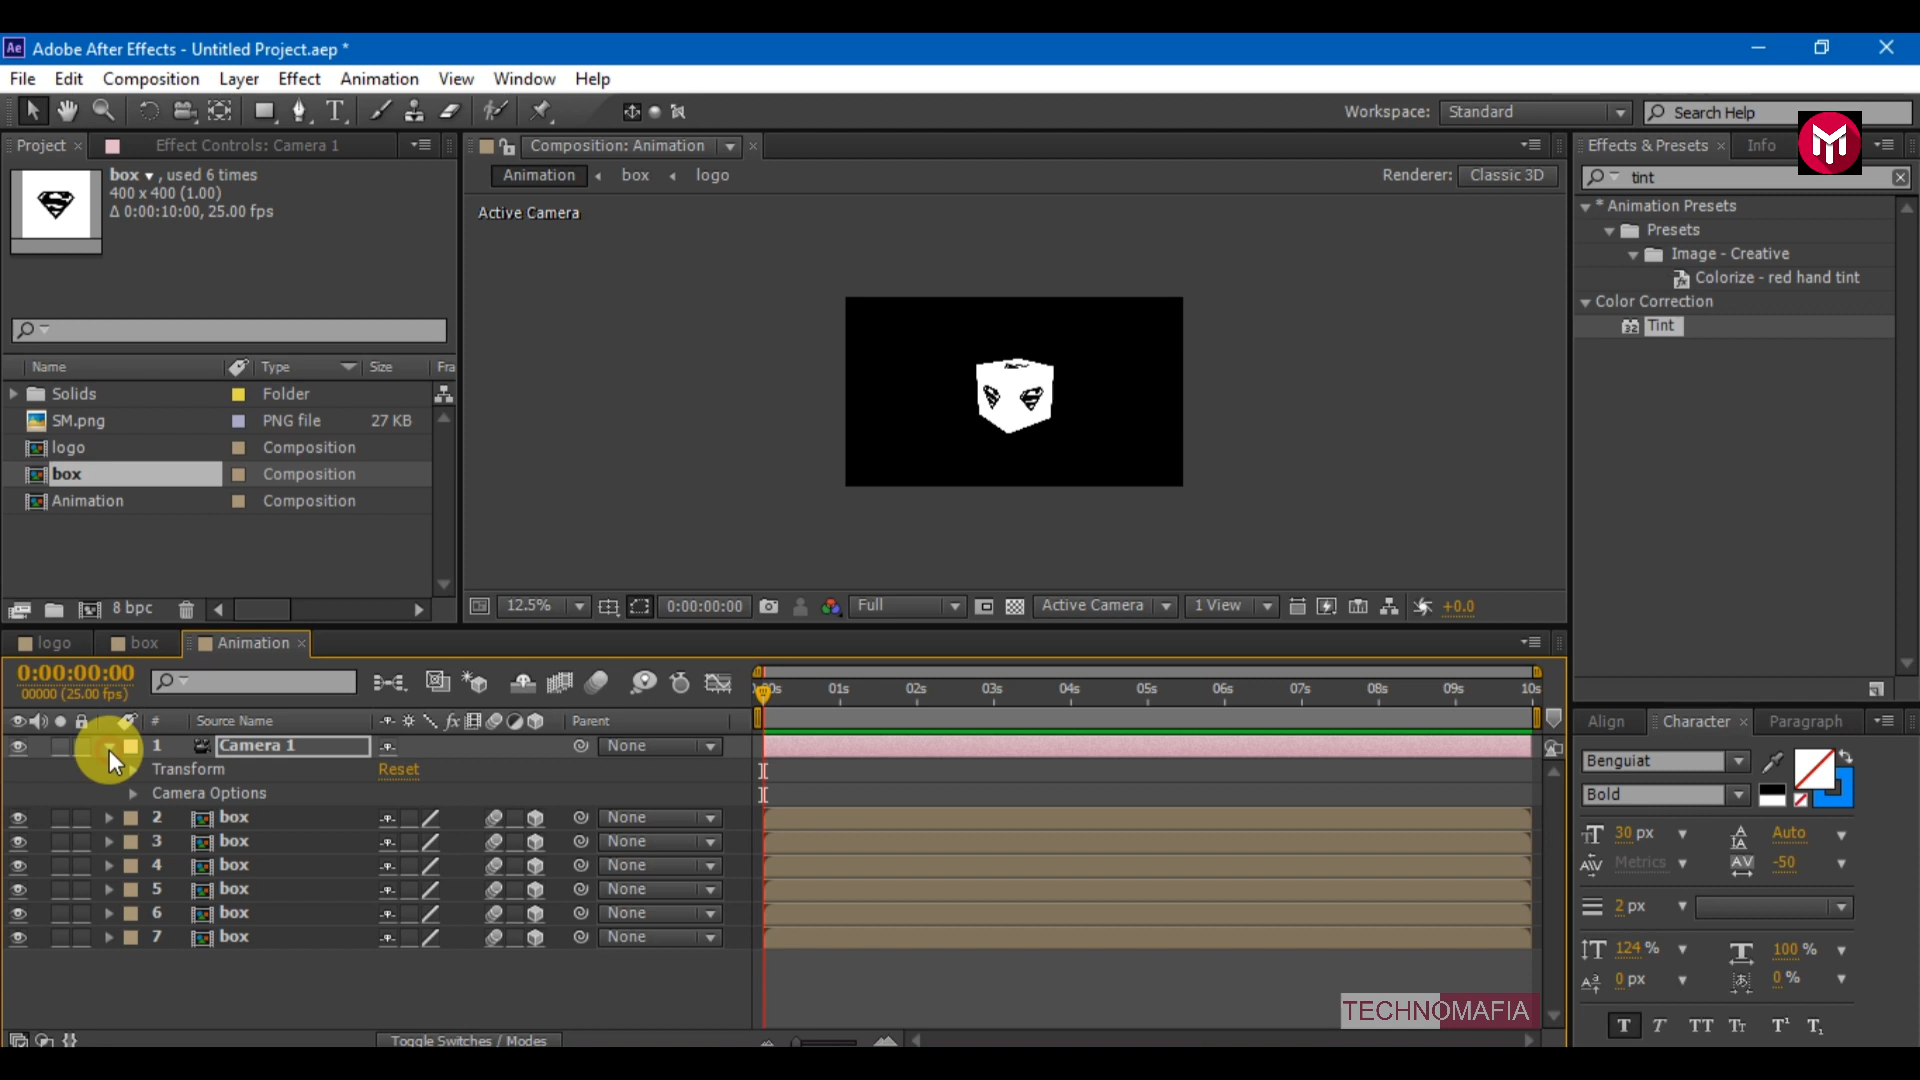 Ae Adobe After Effects - Untitled Project.aep *
File Edit Composition Layer Effect Animation View Window Help
T Workspace: Standard Search Help
Project × Effect Controls: Camera 1
box , used 6 times
400 x 400 (1.00)
Δ 0:00:10:00, 25.00 fps
Name Type Size Fra
Solids Folder
SM.png PNG file 27 KB
logo Composition
box Composition
Animation Composition
8 bpc
Composition: Animation ×
Animation box logo Renderer: Classic 3D
Active Camera
12.5% 0:00:00:00 Full Active Camera 1 View +0.0
Effects & Presets × Info
tint
* Animation Presets
Presets
Image - Creative
Colorize - red hand tint
Color Correction
32 Tint
logo box Animation ×
0:00:00:00
00000 (25.00 fps)
01s 02s 03s 04s 05s 06s 07s 08s 09s 10s
# Source Name fx Parent
1 Camera 1 None
Transform Reset
Camera Options
2 box None
3 box None
4 box None
5 box None
6 box None
7 box None
Toggle Switches / Modes
Align Character × Paragraph
Benguiat
Bold
30 px Auto
Metrics AV -50
2 px
124 % 100 %
0 px 0 %
T T TT Tr T¹ T₁
TECHNOMAFIA